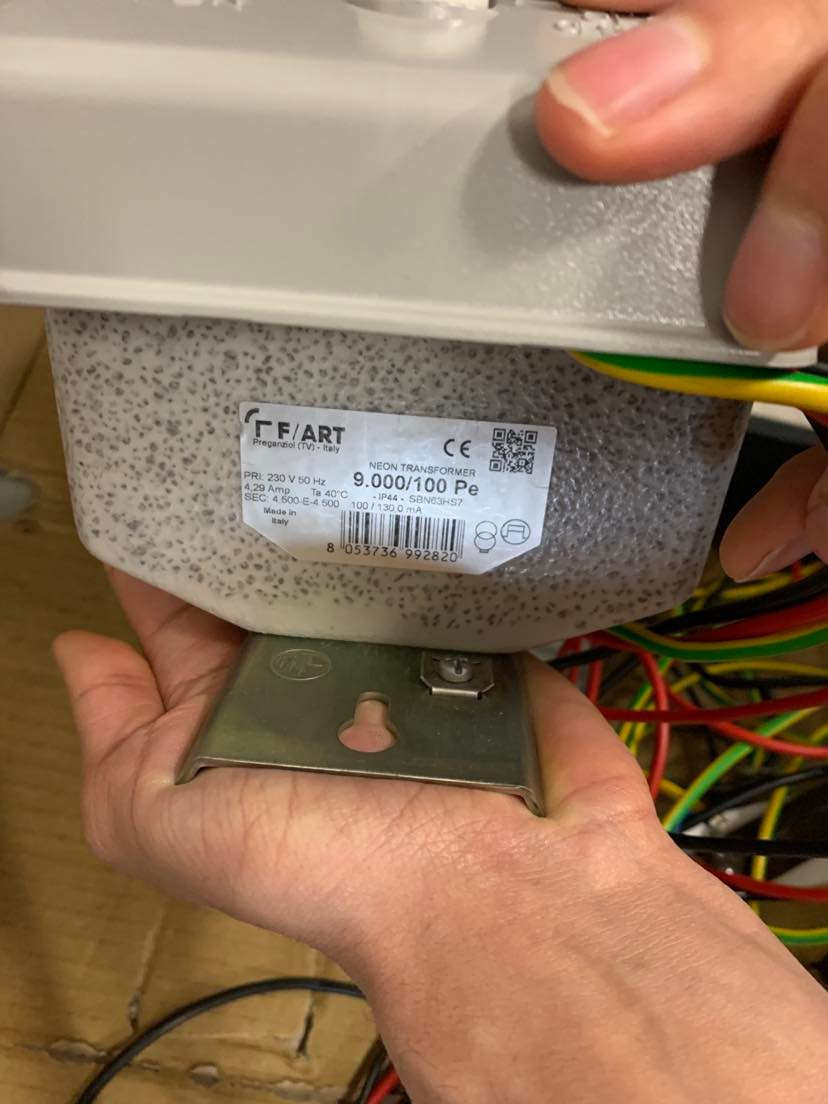 F/ART
Preganziol (TV) - Italy
CE
NEON TRANSFORMER
9.000/100 Pe
- IP44 - SBN63HS7
PRI: 230 V 50 Hz
4,29 Amp Ta 40°C
SEC: 4.500-E-4.500 100 / 130,0 mA
Made in
Italy
8 053736 992820